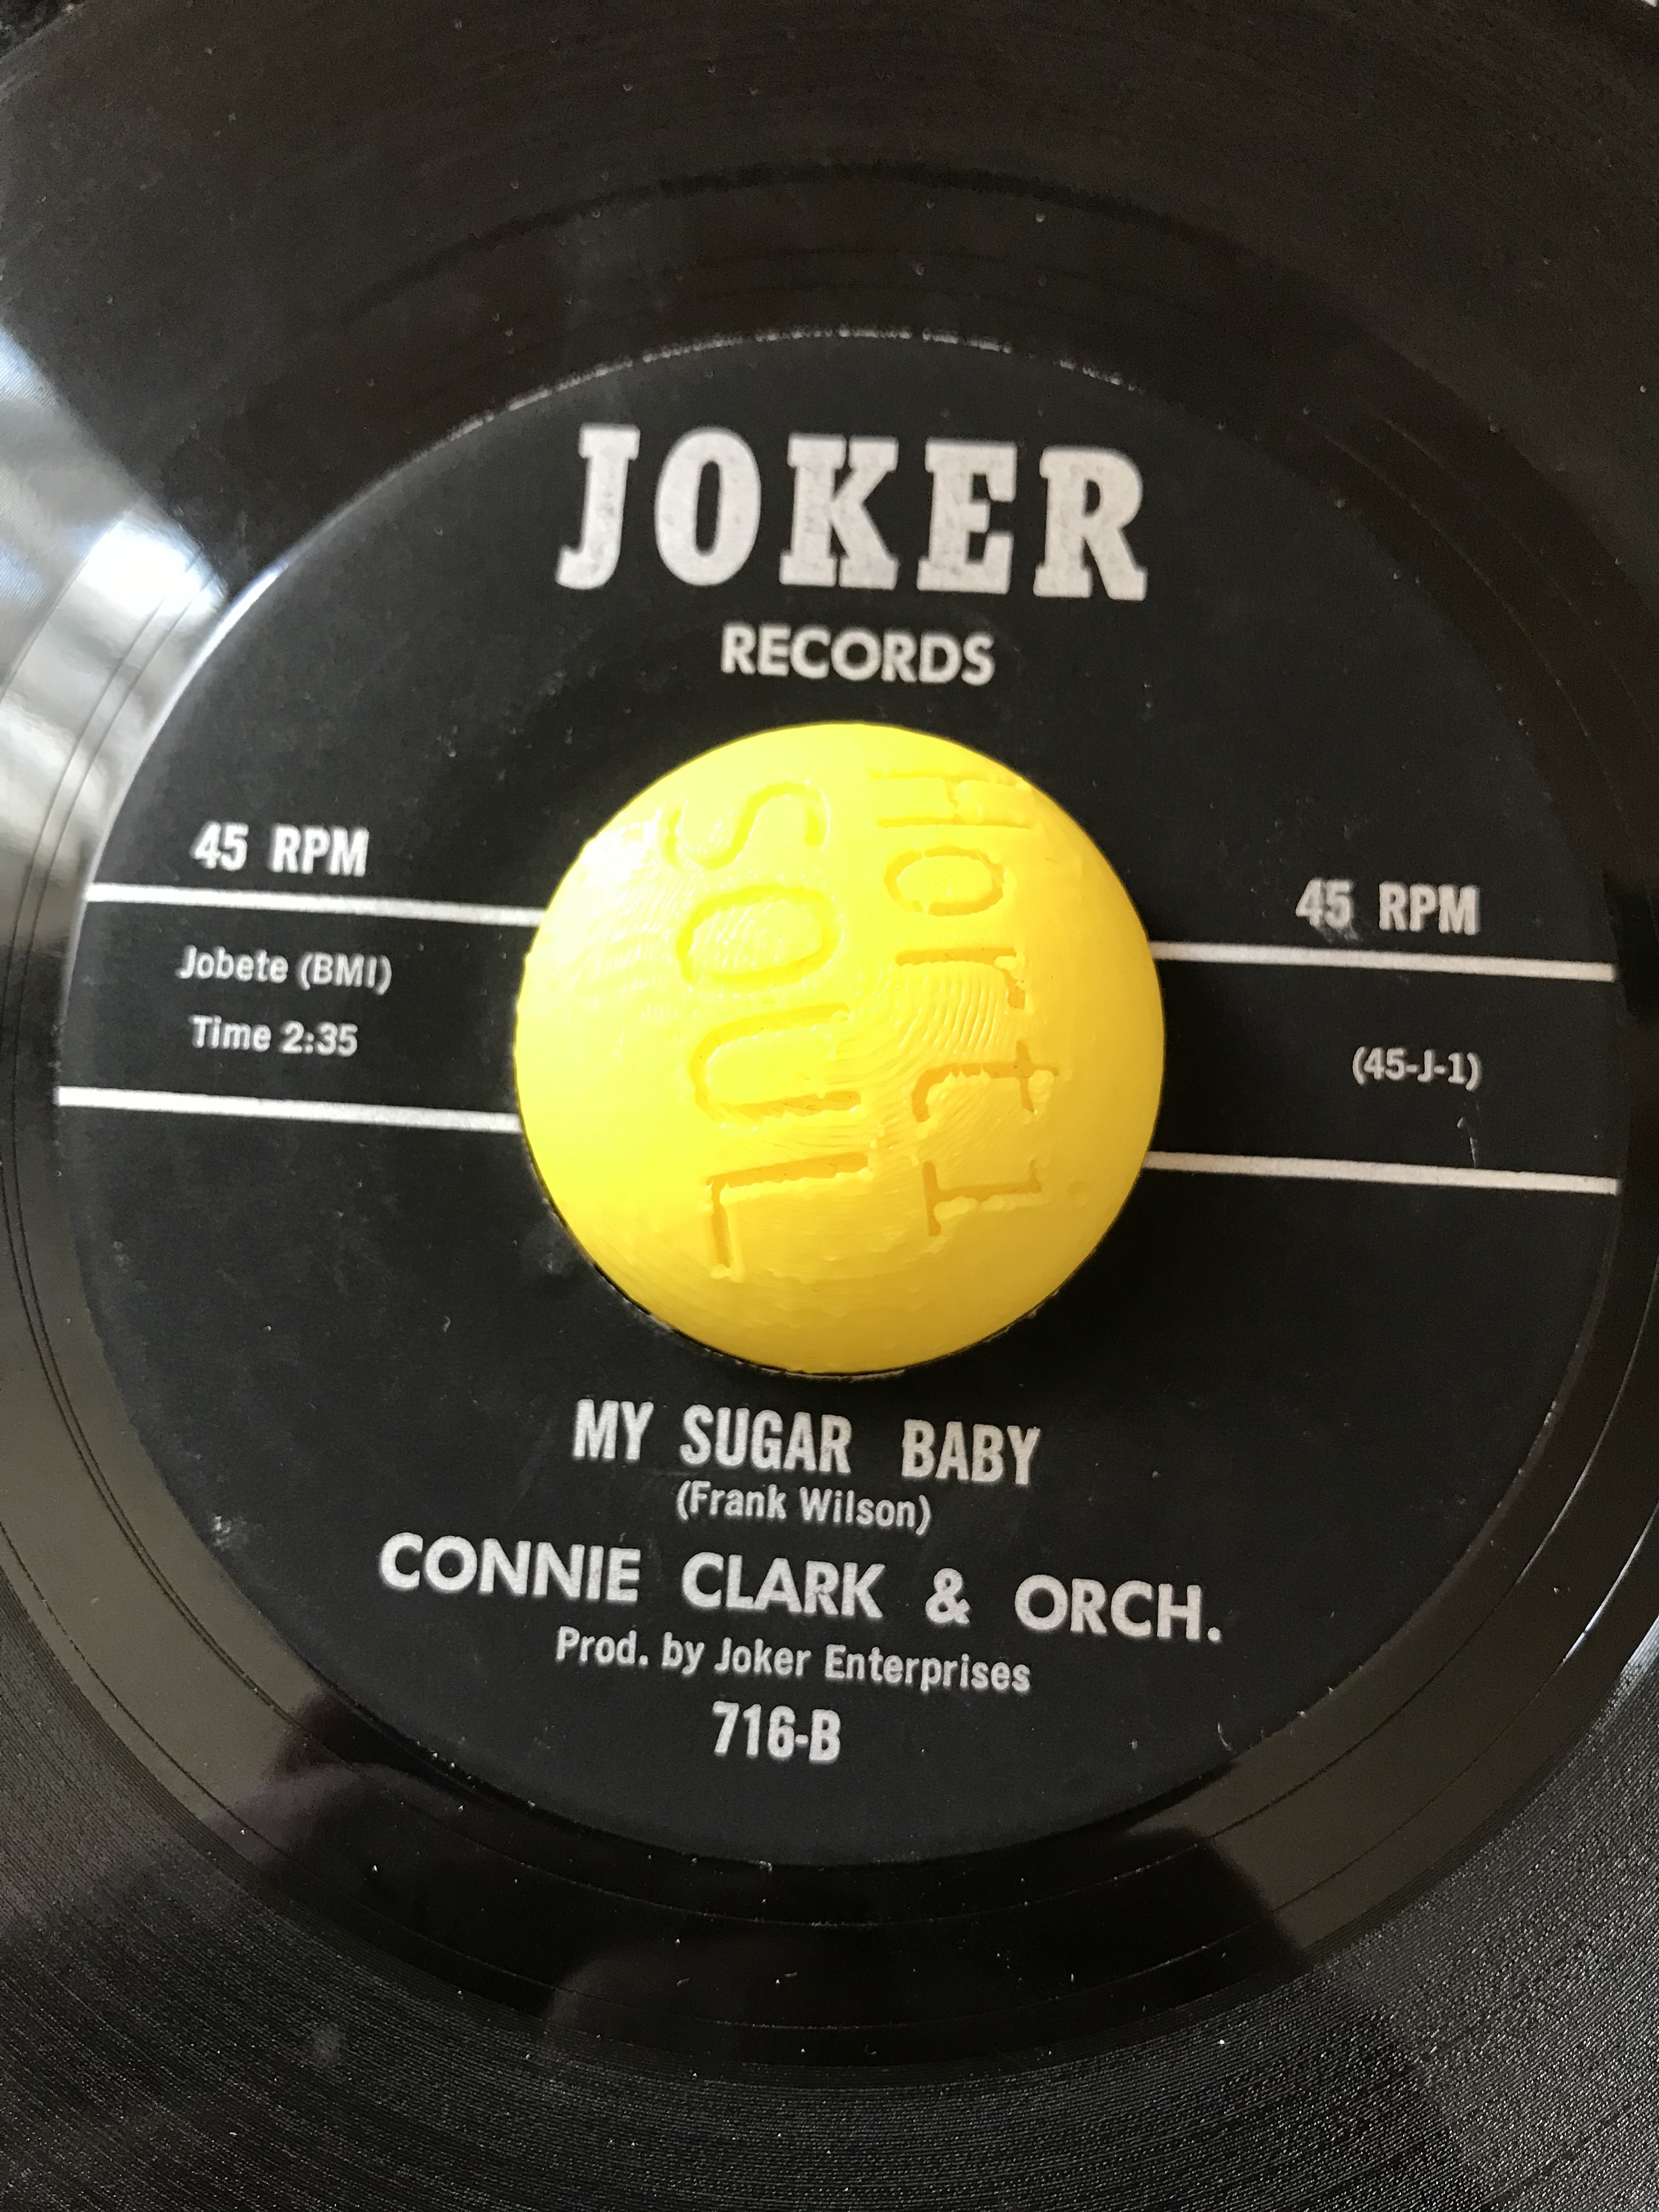 JOKER
RECORDS
45 RPM
45 RPM
Jobete (BMI)
Time 2:35
(45-J-1)
North
SOUL
MY SUGAR BABY
(Frank Wilson)
CONNIE CLARK & ORCH.
Prod. by Joker Enterprises
716-B